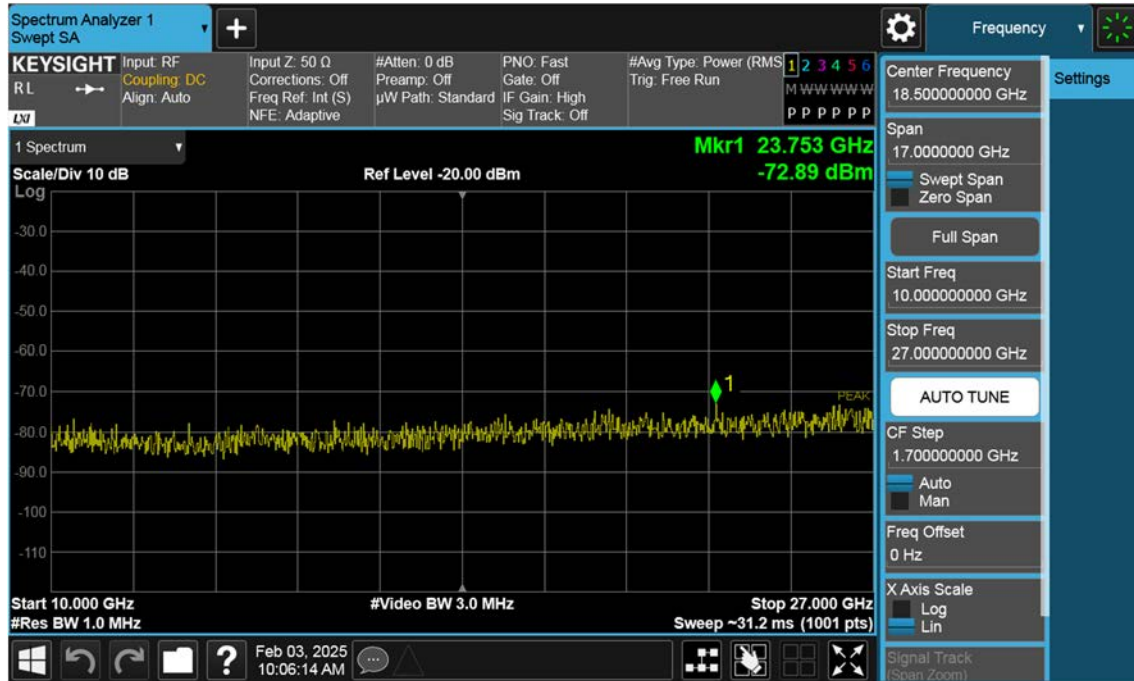 Spectrum Analyzer 1
Swept SA
Frequency
KEYSIGHT
RL
LXI
Input: RF
Coupling: DC
Align: Auto
Input Z: 50 Ω
Corrections: Off
Freq Ref: Int (S)
NFE: Adaptive
#Atten: 0 dB
Preamp: Off
µW Path: Standard
PNO: Fast
Gate: Off
IF Gain: High
Sig Track: Off
#Avg Type: Power (RMS
Trig: Free Run
1 2 3 4 5 6
M W W W W W
P P P P P P
1 Spectrum
Mkr1 23.753 GHz
-72.89 dBm
Scale/Div 10 dB
Ref Level -20.00 dBm
Log
-30.0
-40.0
-50.0
-60.0
-70.0
-80.0
-90.0
-100
-110
1
PEAK
Start 10.000 GHz
#Video BW 3.0 MHz
Stop 27.000 GHz
#Res BW 1.0 MHz
Sweep ~31.2 ms (1001 pts)
Feb 03, 2025
10:06:14 AM
Center Frequency
18.500000000 GHz
Span
17.0000000 GHz
Swept Span
Zero Span
Full Span
Start Freq
10.000000000 GHz
Stop Freq
27.000000000 GHz
AUTO TUNE
CF Step
1.700000000 GHz
Auto
Man
Freq Offset
0 Hz
X Axis Scale
Log
Lin
Signal Track
(Span Zoom)
Settings